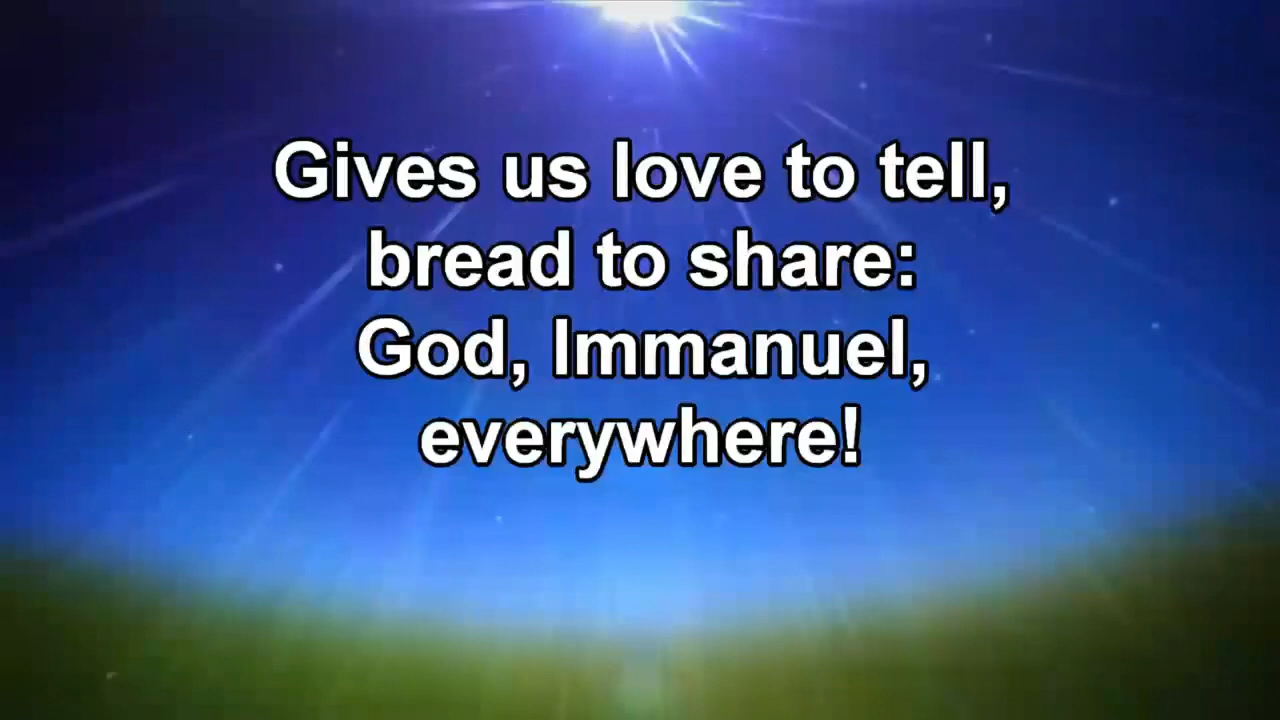 Gives us love to tell,
bread to share:
God, Immanuel,
everywhere!